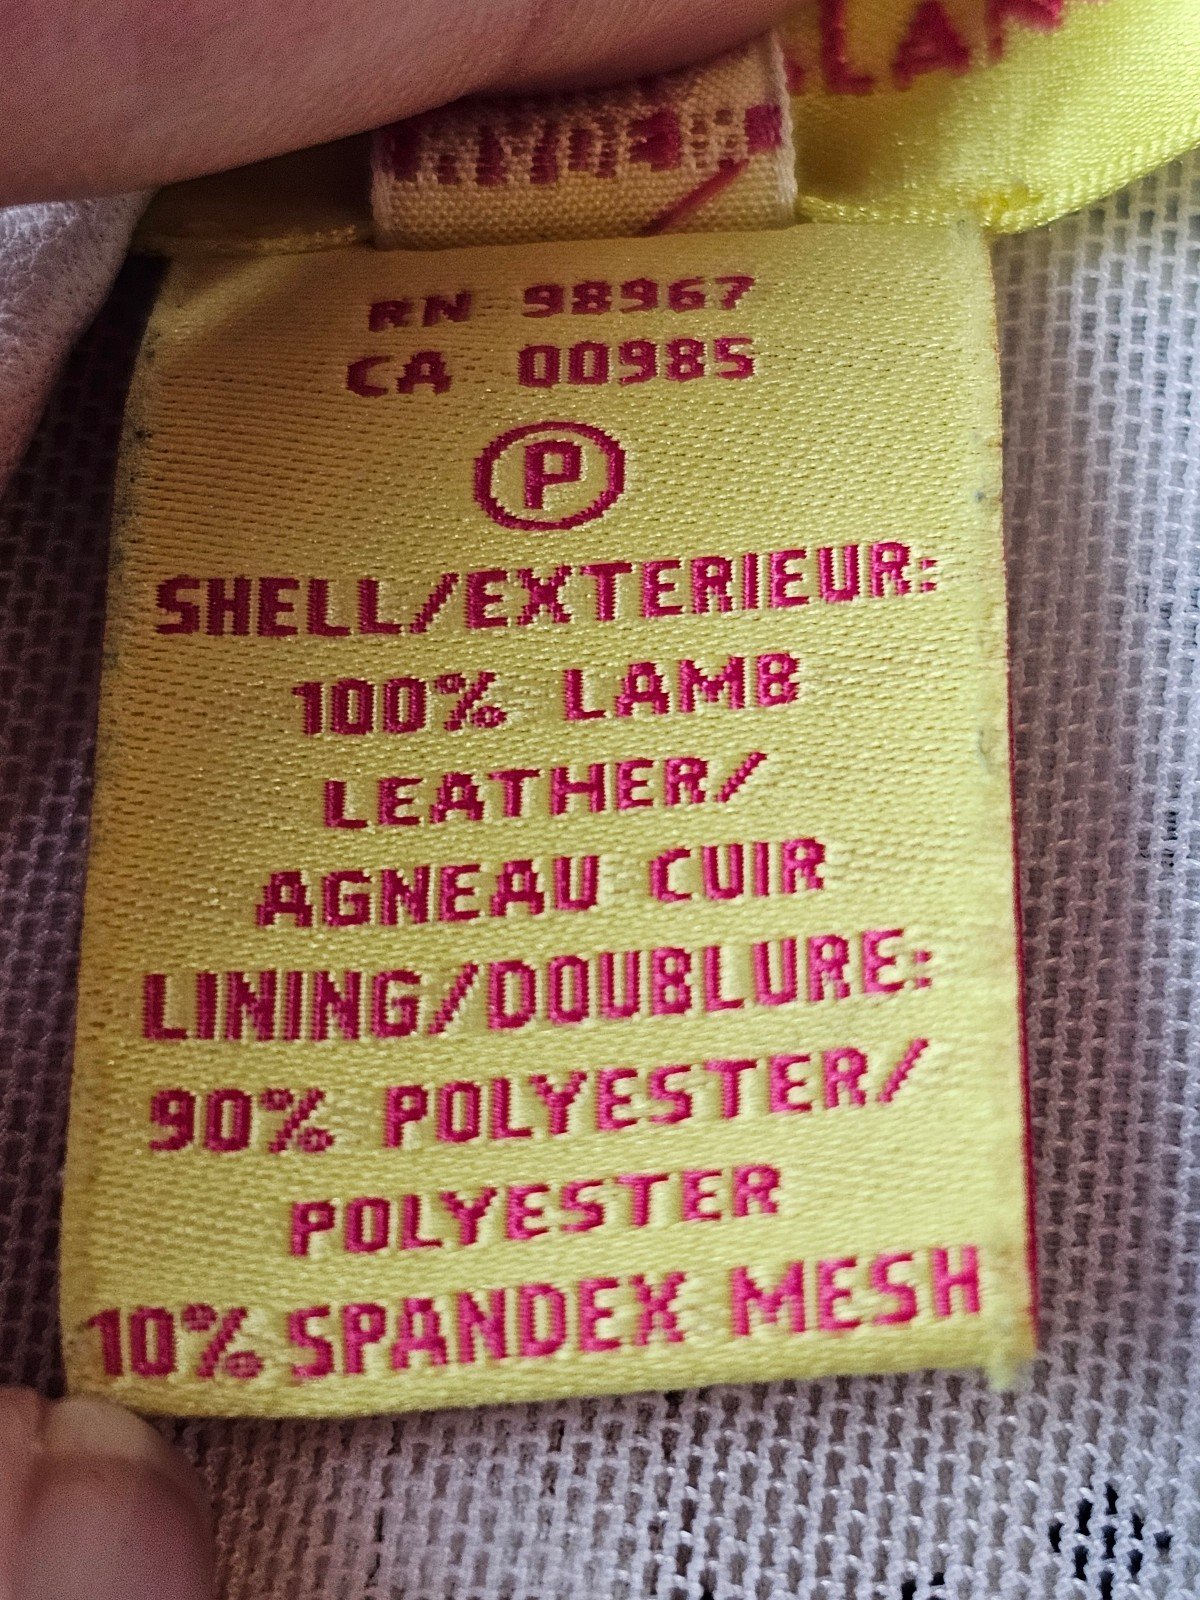 RN 98967
CA 00985
P
SHELL/EXTERIEUR:
100% LAMB
LEATHER/
AGNEAU CUIR
LINING/DOUBLURE:
90% POLYESTER/
POLYESTER
10% SPANDEX MESH